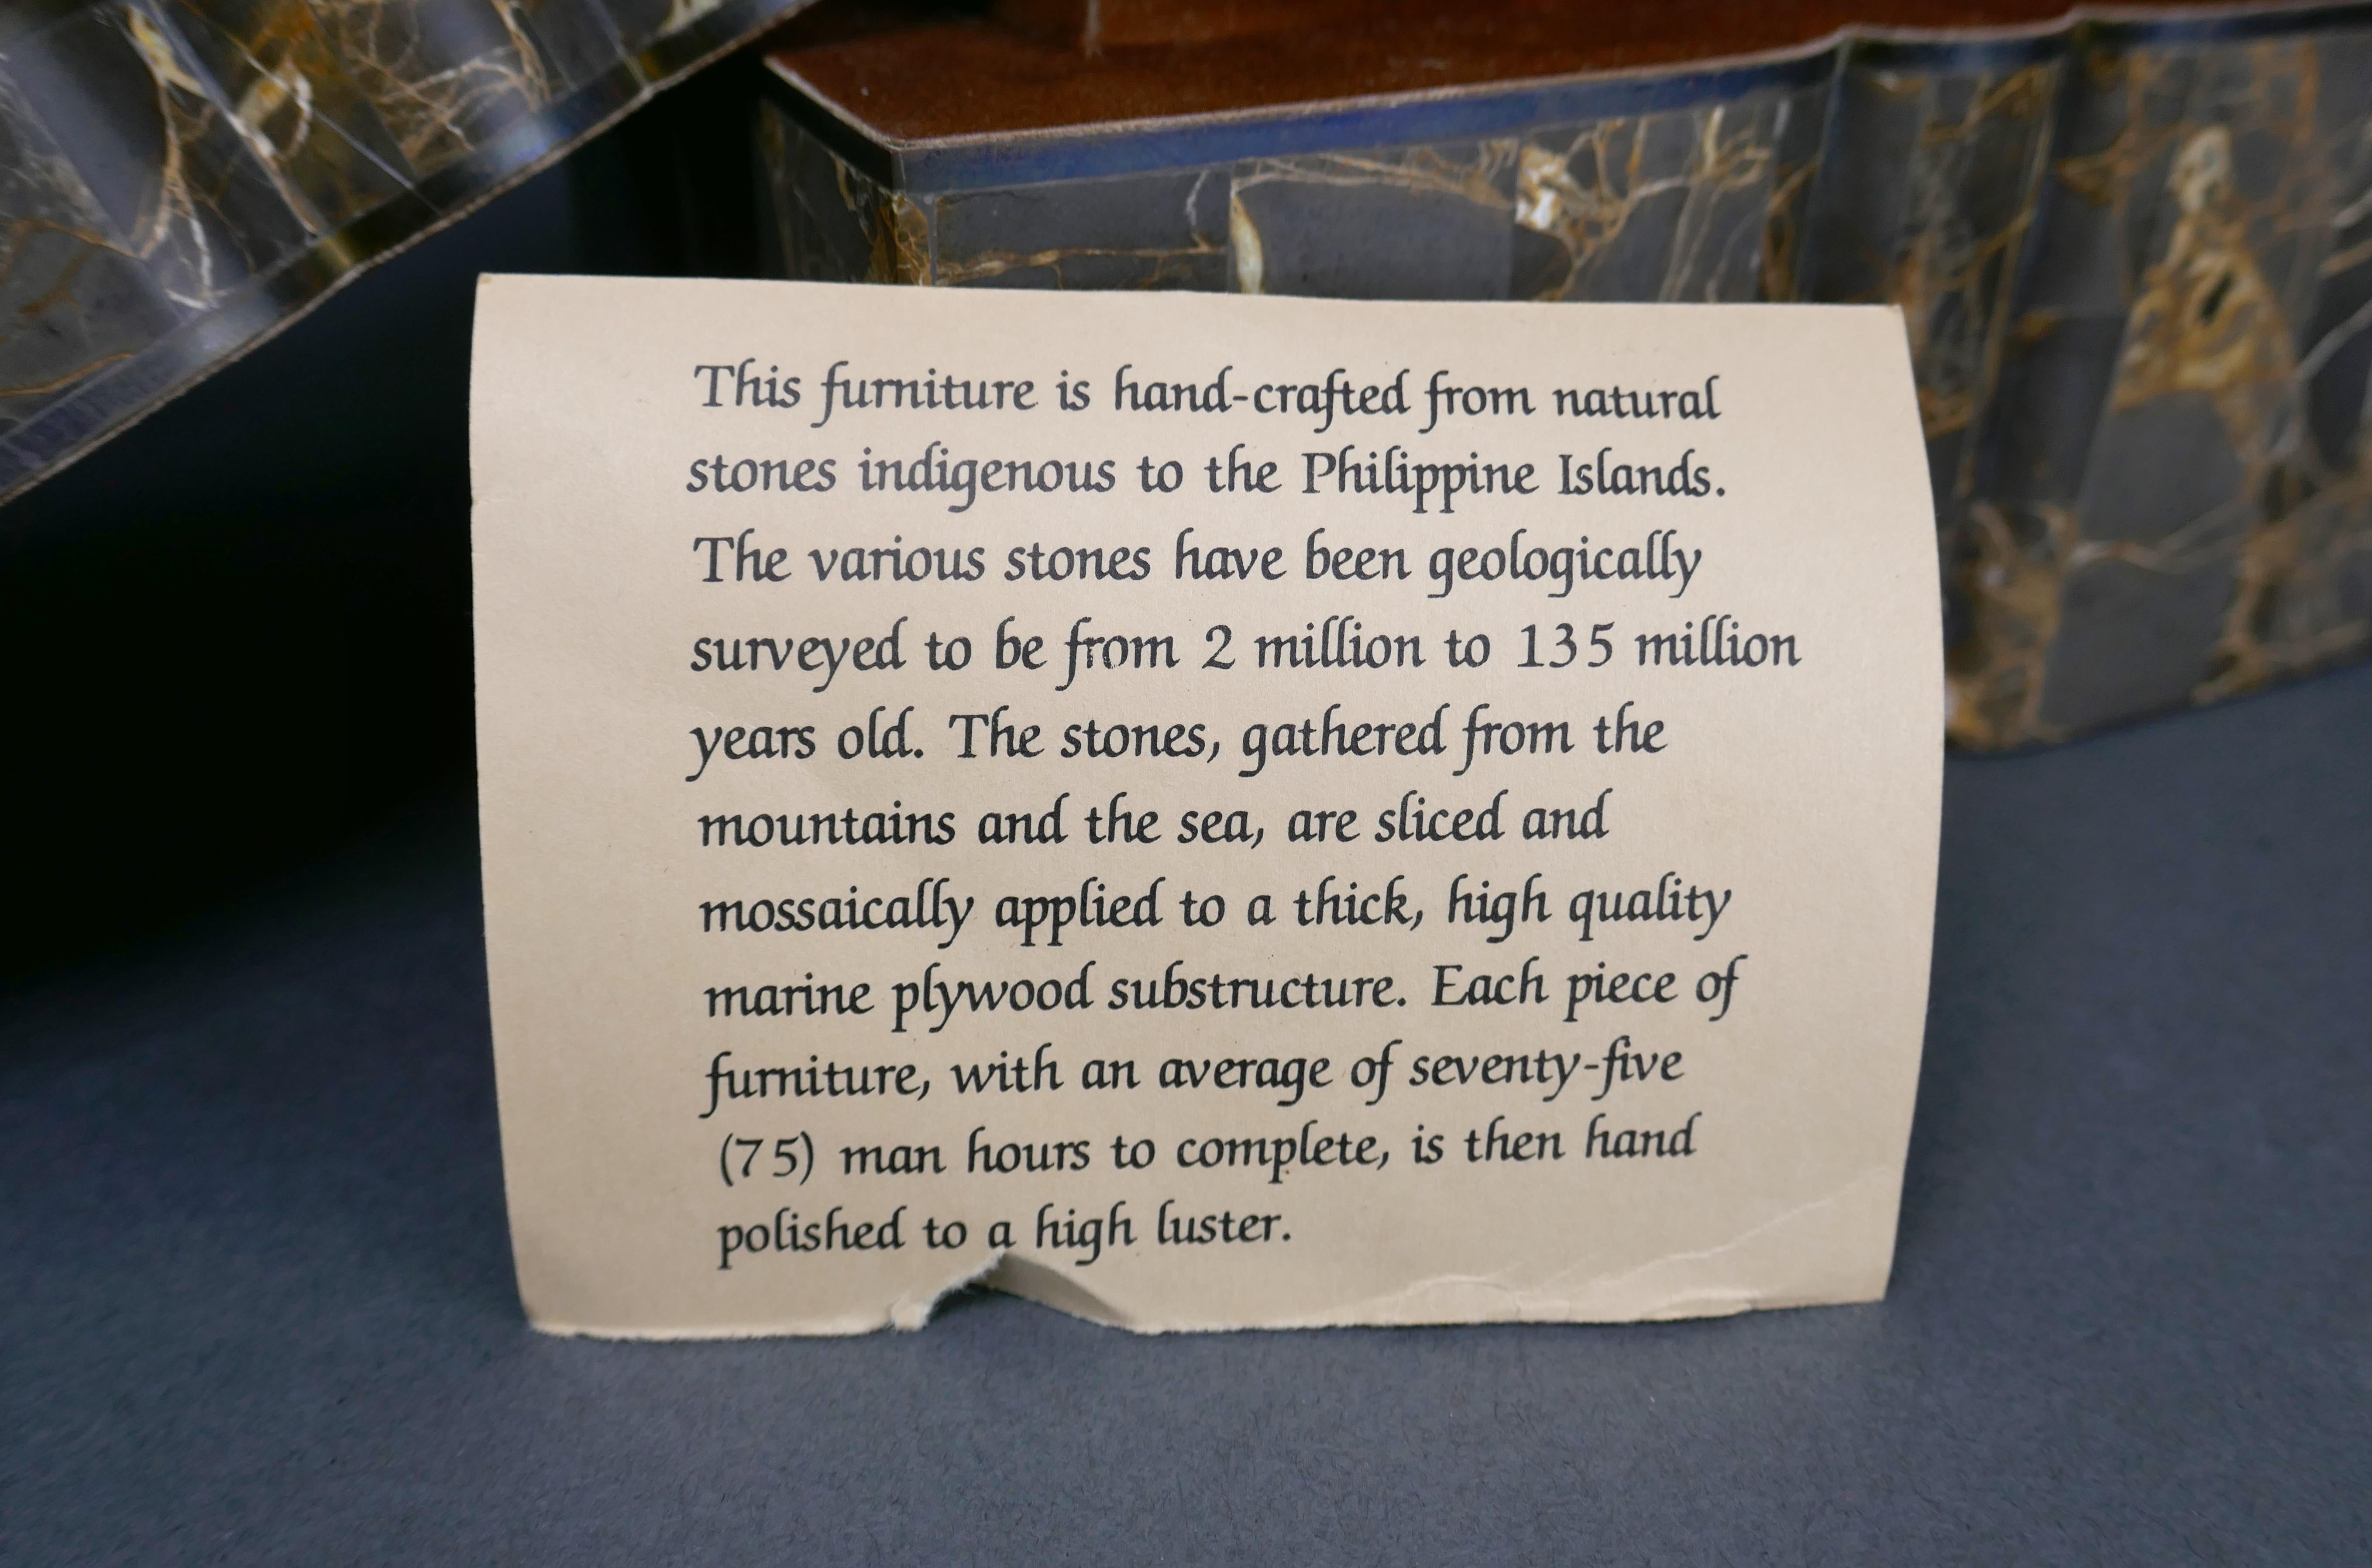 This furniture is hand-crafted from natural
stones indigenous to the Philippine Islands.
The various stones have been geologically
surveyed to be from 2 million to 135 million
years old. The stones, gathered from the
mountains and the sea, are sliced and
mossaically applied to a thick, high quality
marine plywood substructure. Each piece of
furniture, with an average of seventy-five
(75) man hours to complete, is then hand
polished to a high luster.